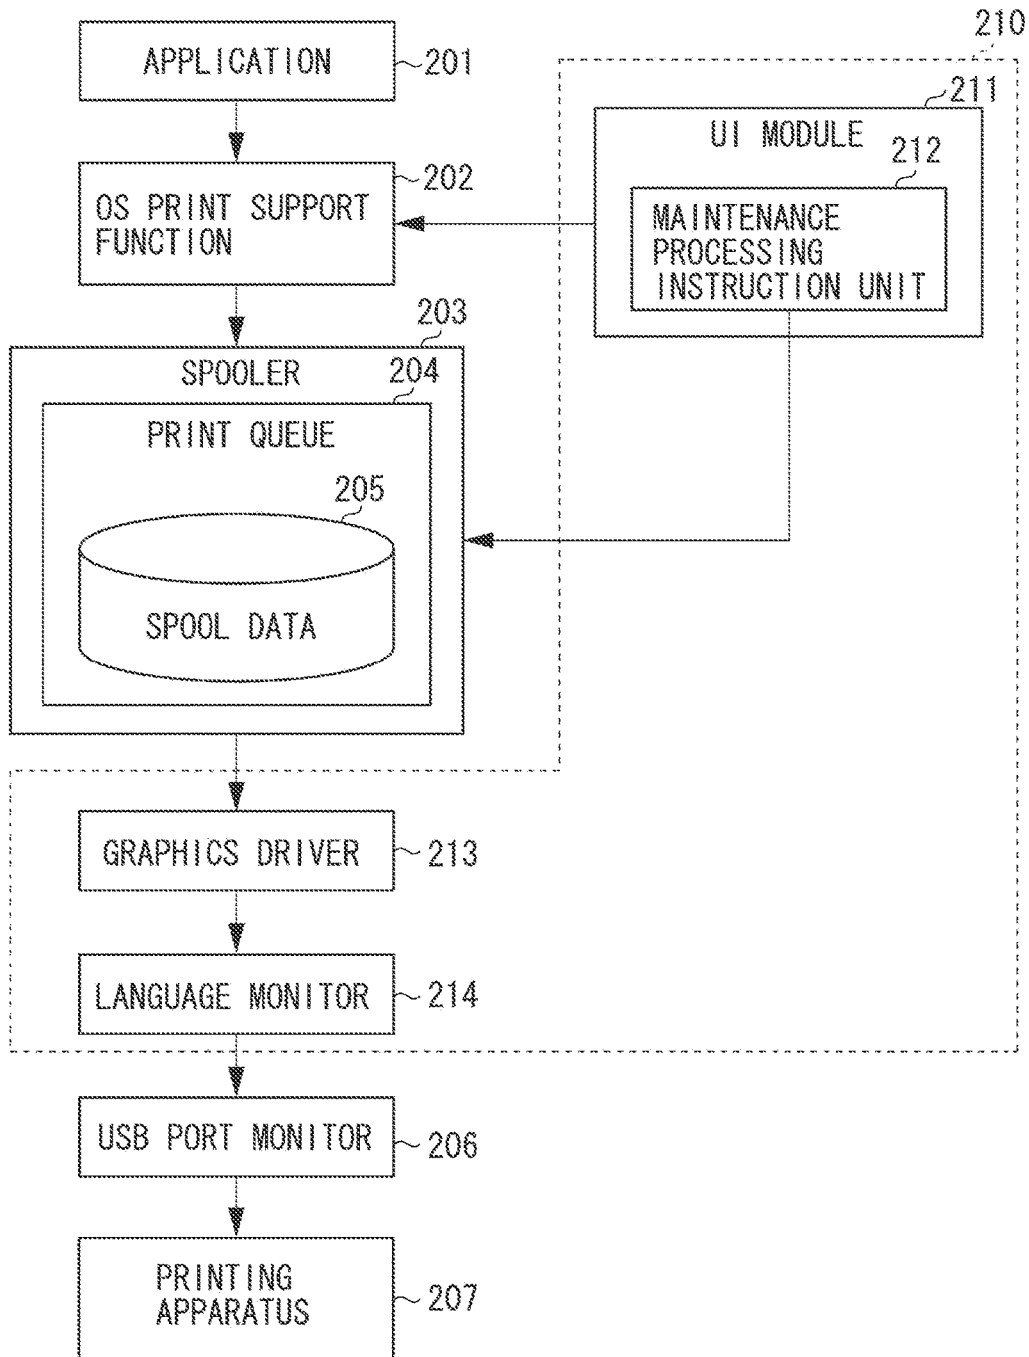 210
APPLICATION
201
211
UI MODULE
212
MAINTENANCE
PROCESSING
INSTRUCTION UNIT
202
OS PRINT SUPPORT
FUNCTION
203
SPOOLER
204
PRINT QUEUE
205
SPOOL DATA
GRAPHICS DRIVER
213
LANGUAGE MONITOR
214
USB PORT MONITOR
206
PRINTING
APPARATUS
207